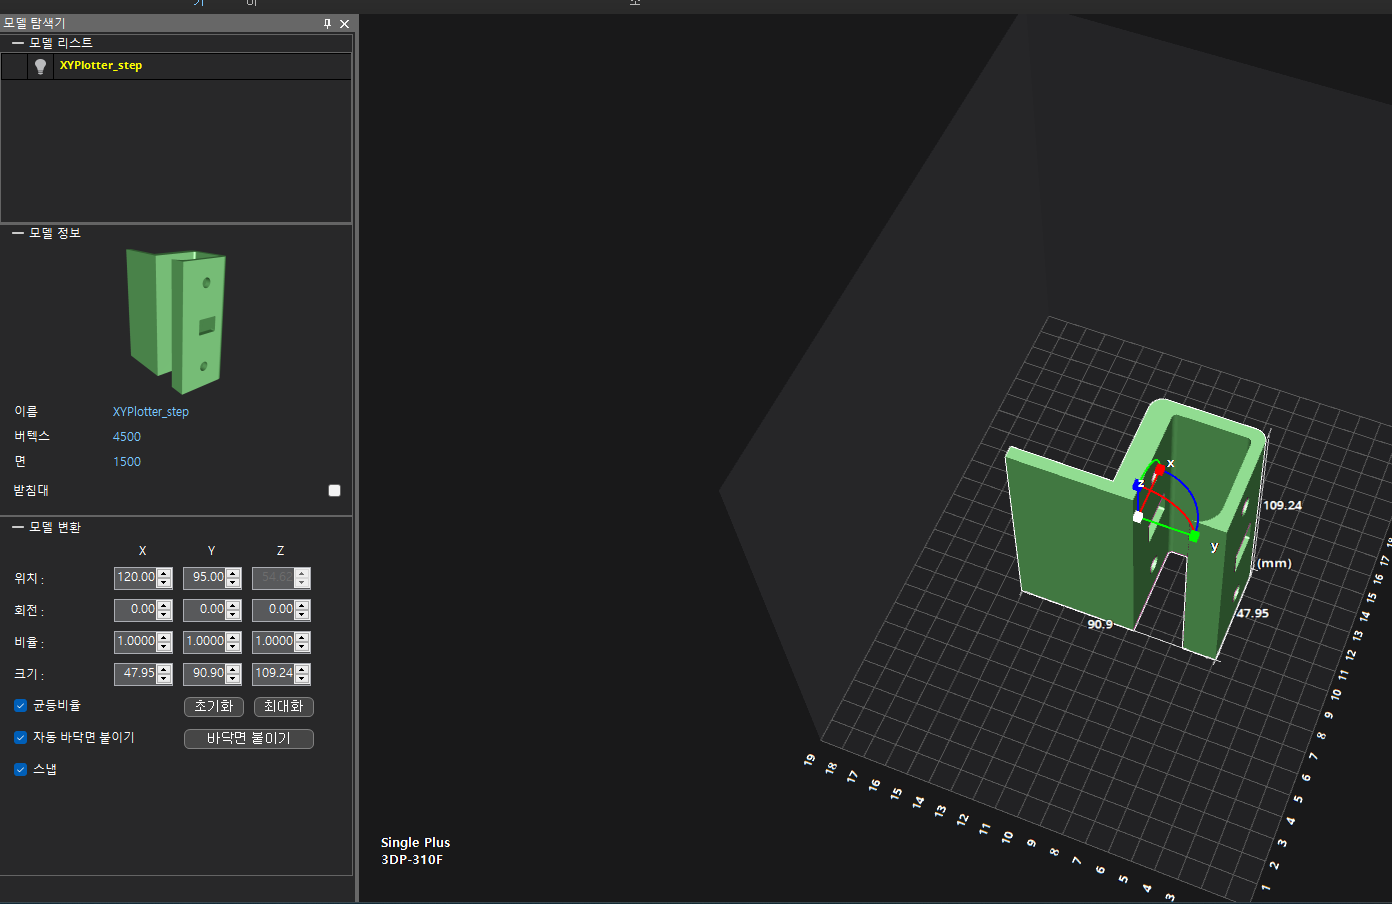 모델 탐색기
모델 리스트
XYPlotter_step
모델 정보
이름 XYPlotter_step
버텍스 4500
면 1500
받침대
모델 변환
X Y Z
위치 : 120.00 95.00 54.62
회전 : 0.00 0.00 0.00
비율 : 1.0000 1.0000 1.0000
크기 : 47.95 90.90 109.24
균등비율 초기화 최대화
자동 바닥면 붙이기 바닥면 붙이기
스냅
x
z
y
109.24
(mm)
47.95
90.9
19 18 17 16 15 14 13 12 11 10 9 8 7 6 5 4 3
1 2 3 4 5 6 7 8 9 10 11 12 13 14 15 16 17
Single Plus
3DP-310F